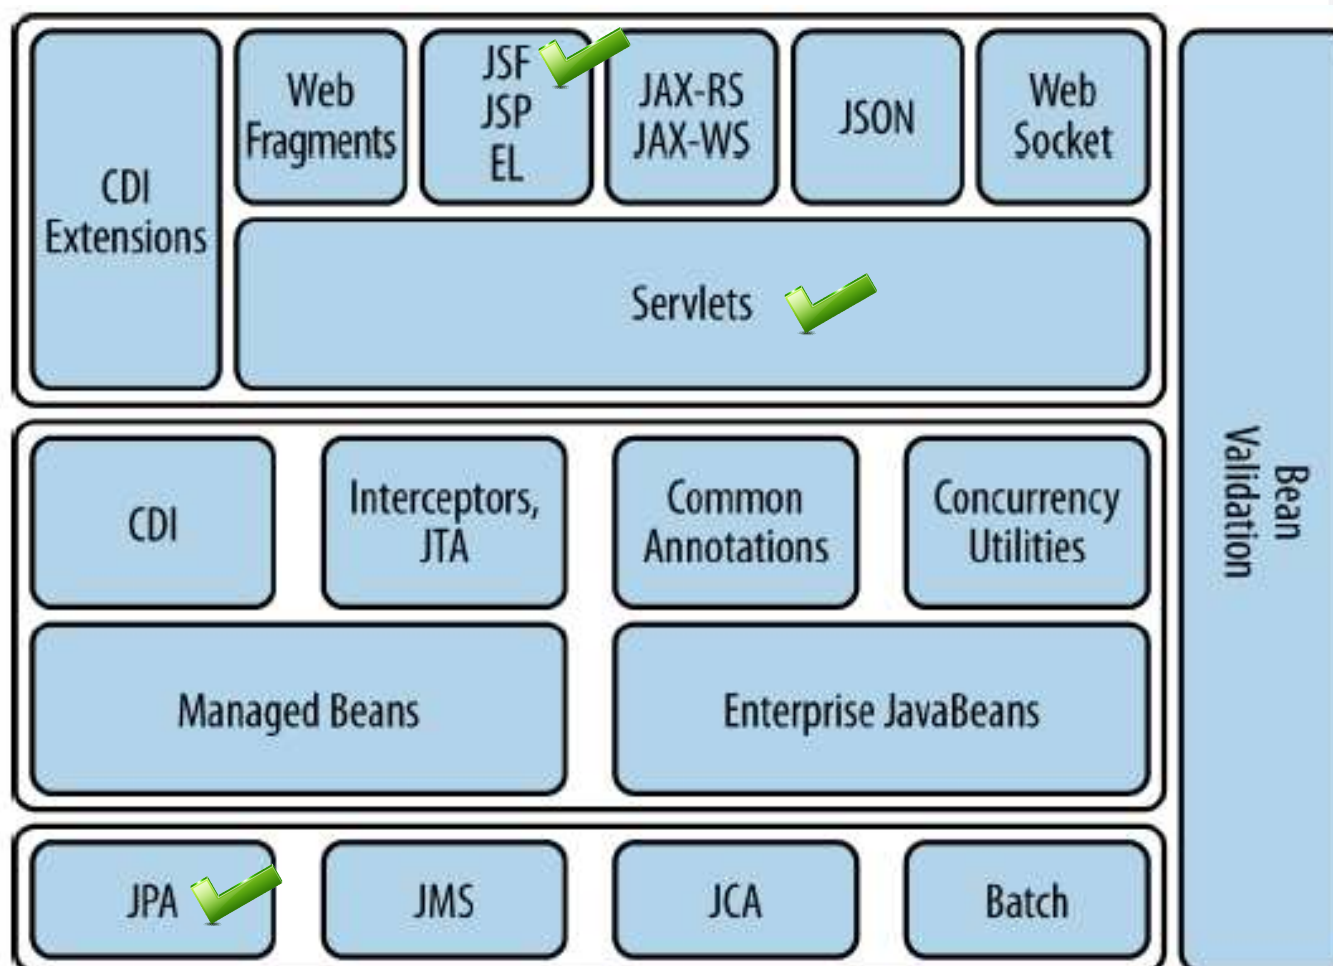 CDI
Extensions
Web
Fragments
JSF
JSP
EL
JAX-RS
JAX-WS
JSON
Web
Socket
Servlets
CDI
Interceptors,
JTA
Common
Annotations
Concurrency
Utilities
Managed Beans
Enterprise JavaBeans
JPA
JMS
JCA
Batch
Bean
Validation